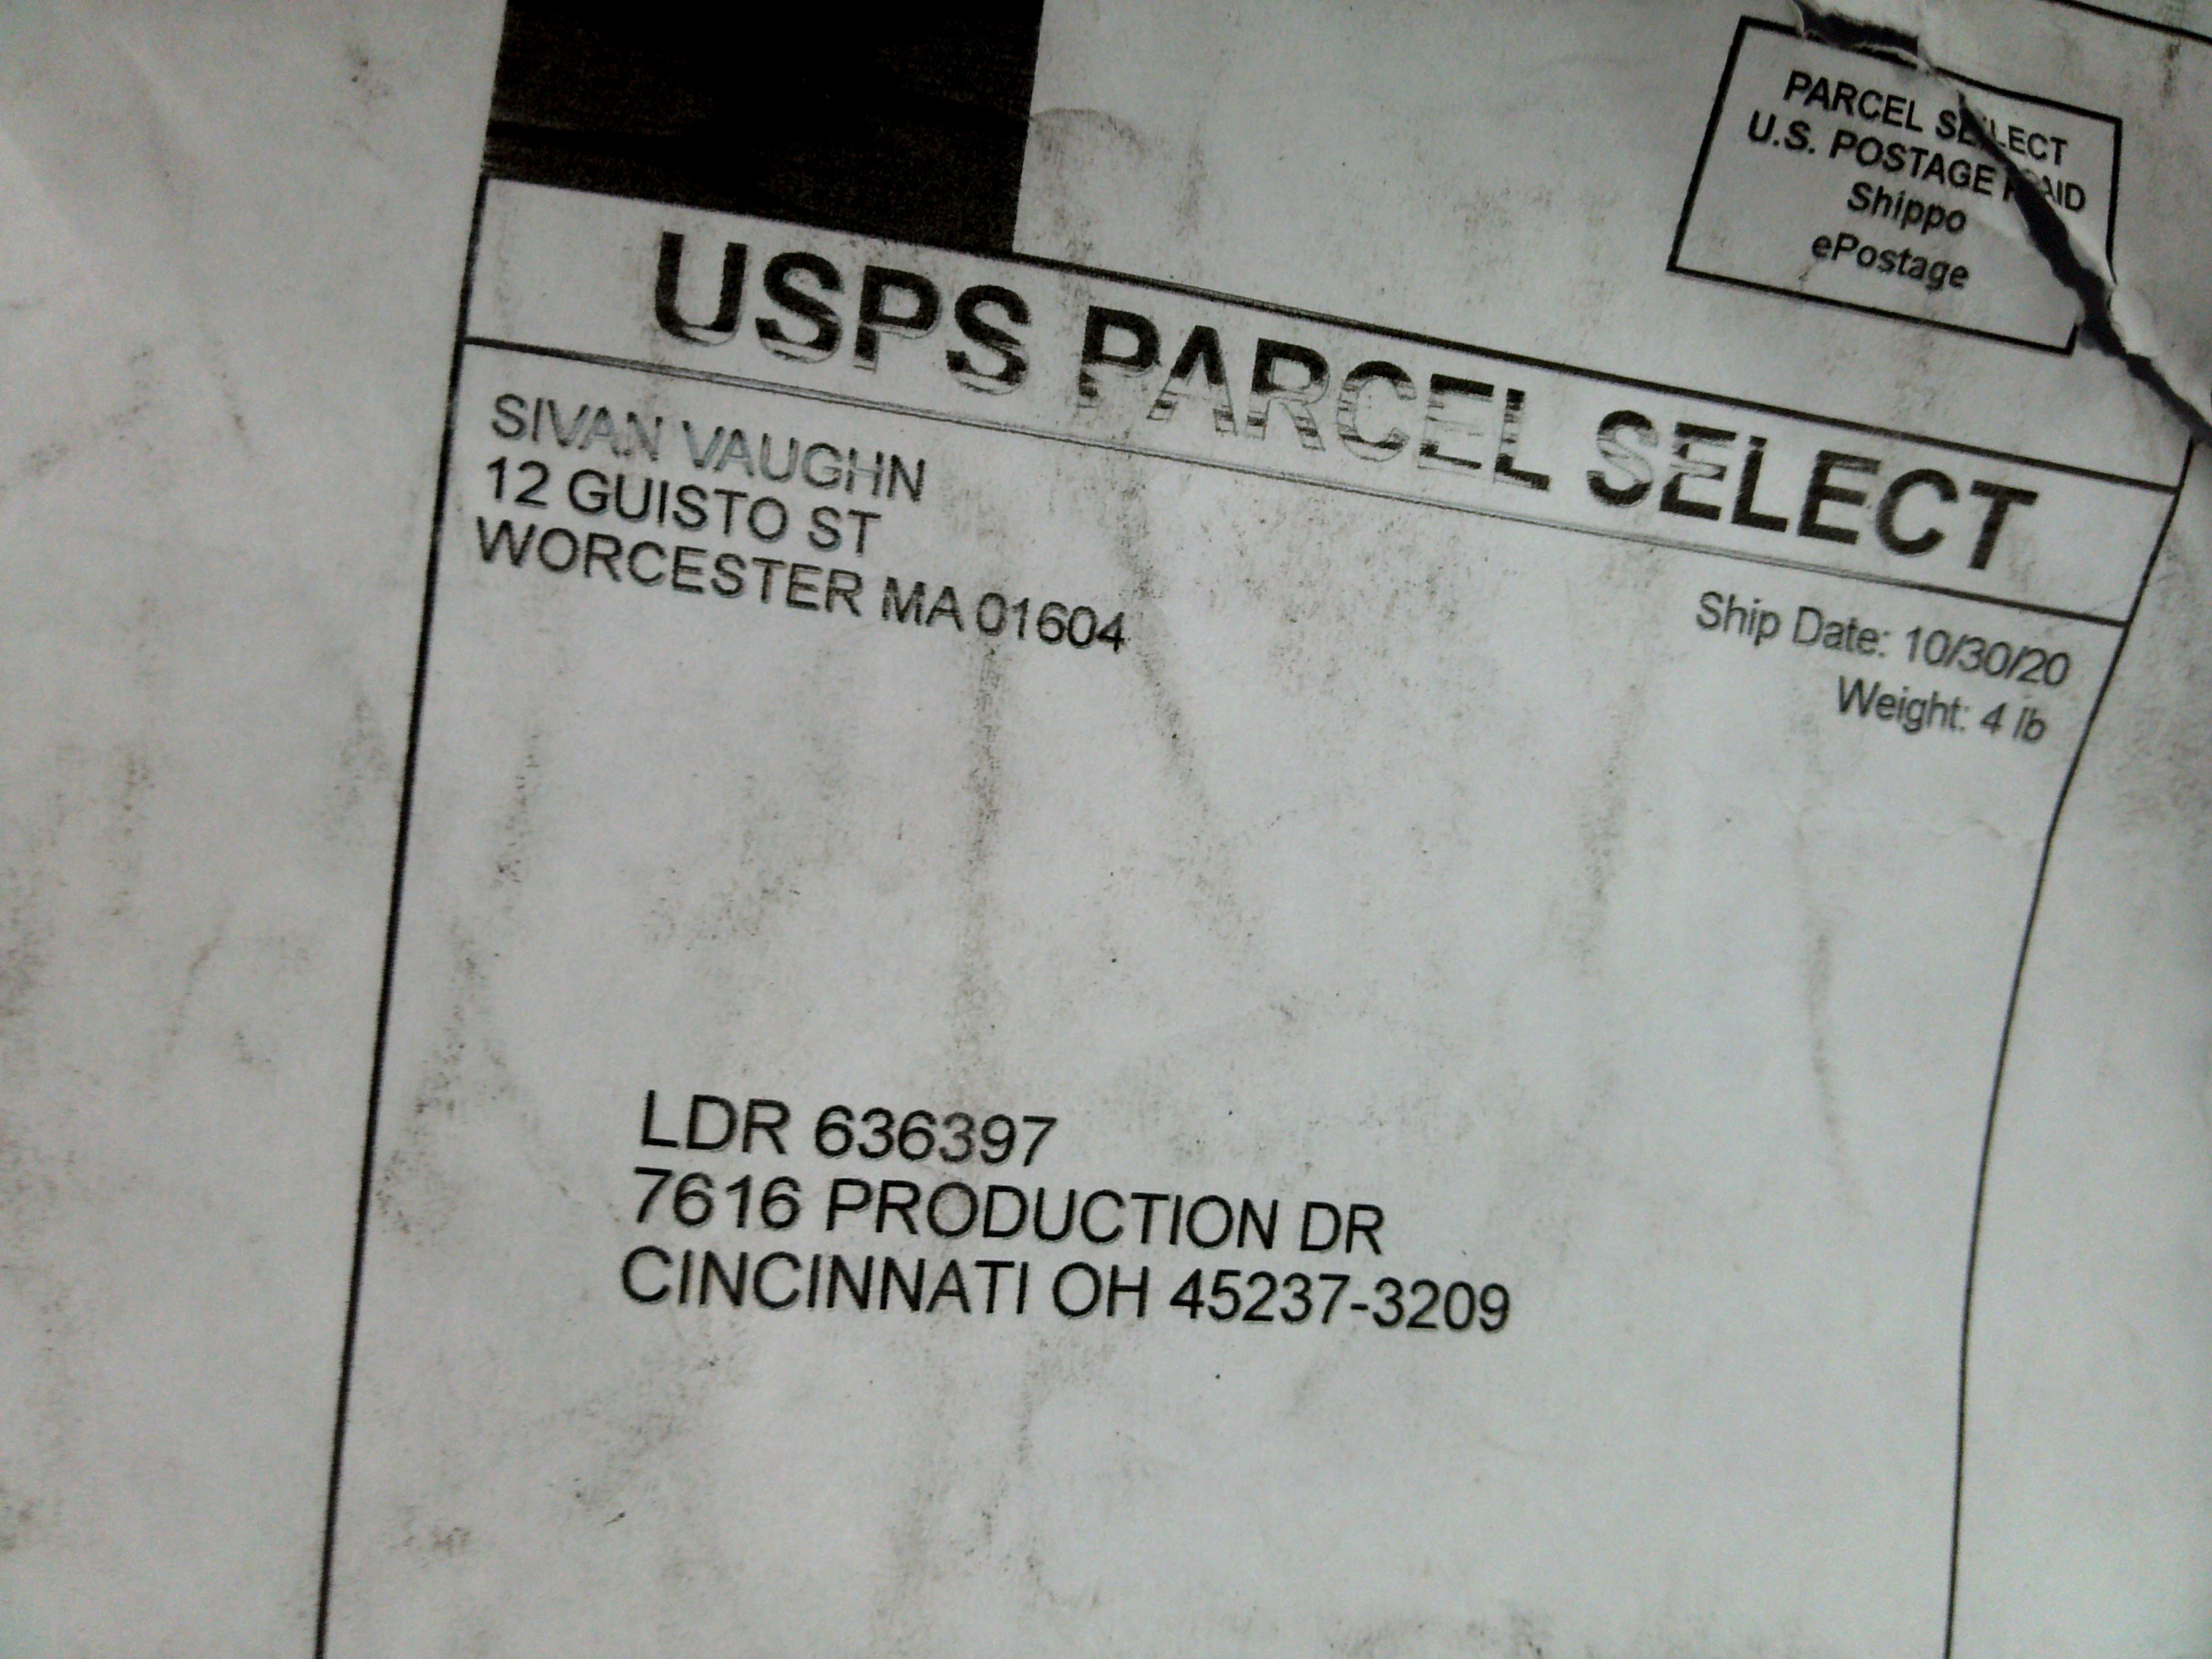 PARCEL SELECT
U.S. POSTAGE PAID
Shippo
ePostage
USPS PARCEL SELECT
SIVAN VAUGHN
12 GUISTO ST
WORCESTER MA 01604
Ship Date: 10/30/20
Weight: 4 lb
LDR 636397
7616 PRODUCTION DR
CINCINNATI OH 45237-3209